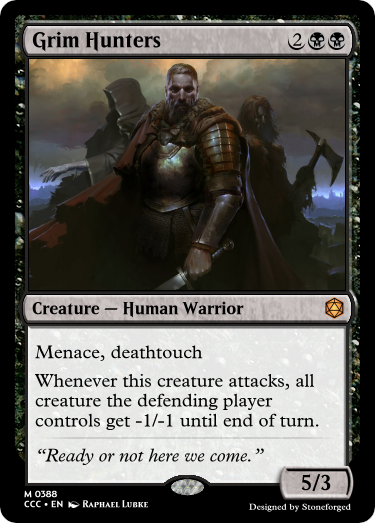 Grim Hunters 2
Creature — Human Warrior
Menace, deathtouch
Whenever this creature attacks, all
creature the defending player
controls get -1/-1 until end of turn.
“Ready or not here we come.”
5/3
M 0388
CCC • EN Raphael Lubke
Designed by Stoneforged